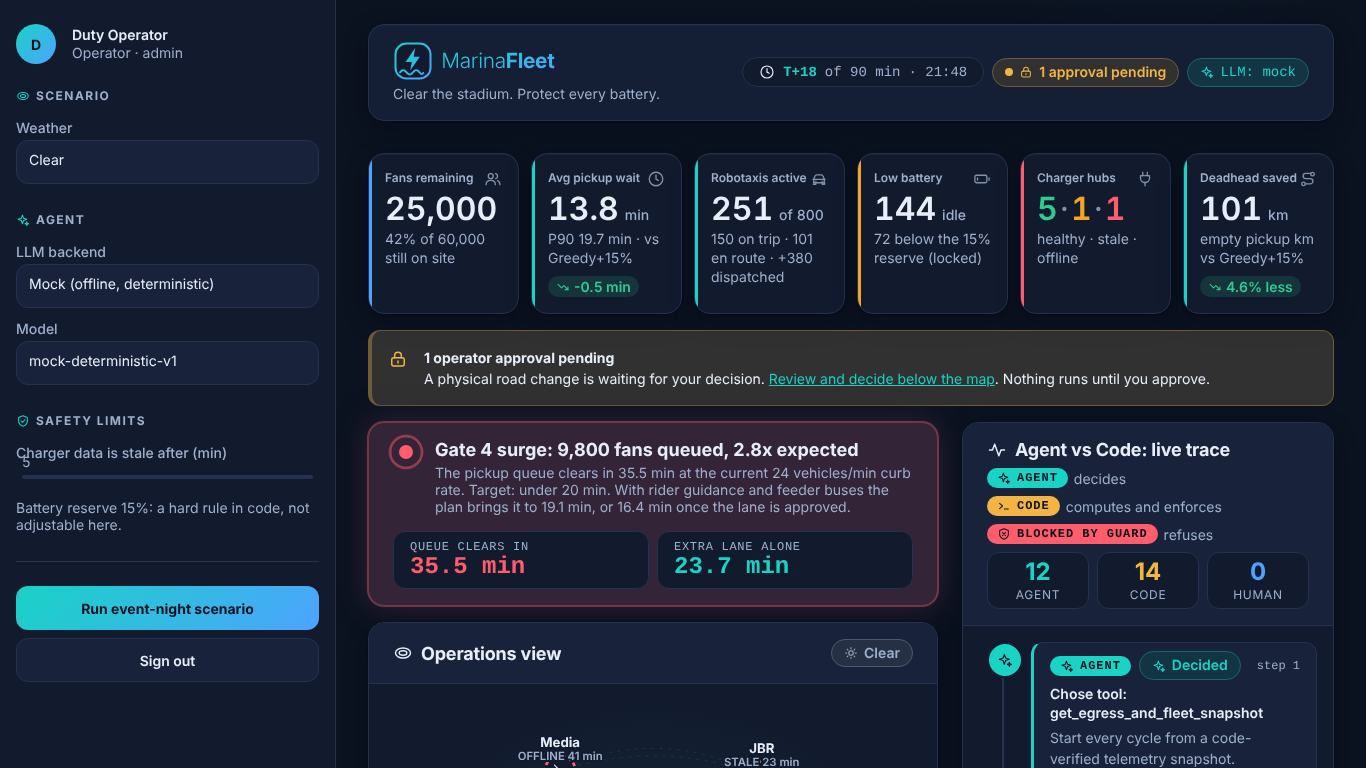 D
Duty Operator
Operator · admin
SCENARIO
Weather
Clear
AGENT
LLM backend
Mock (offline, deterministic)
Model
mock-deterministic-v1
SAFETY LIMITS
Charger data is stale after (min)
5
Battery reserve 15%: a hard rule in code, not
adjustable here.
Run event-night scenario
Sign out
MarinaFleet
Clear the stadium. Protect every battery.
T+18 of 90 min · 21:48
1 approval pending
LLM: mock
Fans remaining
25,000
42% of 60,000
still on site
Avg pickup wait
13.8 min
P90 19.7 min · vs
Greedy+15%
-0.5 min
Robotaxis active
251 of 800
150 on trip · 101
en route · +380
dispatched
Low battery
144 idle
72 below the 15%
reserve (locked)
Charger hubs
5·1·1
healthy · stale ·
offline
Deadhead saved
101 km
empty pickup km
vs Greedy+15%
4.6% less
1 operator approval pending
A physical road change is waiting for your decision. Review and decide below the map. Nothing runs until you approve.
Gate 4 surge: 9,800 fans queued, 2.8x expected
The pickup queue clears in 35.5 min at the current 24 vehicles/min curb
rate. Target: under 20 min. With rider guidance and feeder buses the
plan brings it to 19.1 min, or 16.4 min once the lane is approved.
QUEUE CLEARS IN
35.5 min
EXTRA LANE ALONE
23.7 min
Operations view
Clear
Media
OFFLINE 41 min
JBR
STALE 23 min
Agent vs Code: live trace
AGENT decides
CODE computes and enforces
BLOCKED BY GUARD refuses
12
AGENT
14
CODE
0
HUMAN
AGENT
Decided
step 1
Chose tool:
get_egress_and_fleet_snapshot
Start every cycle from a code-
verified telemetry snapshot.